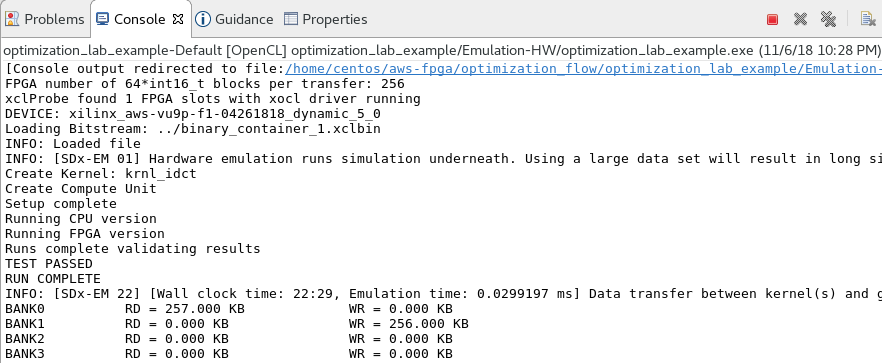 Problems Console Guidance Properties
optimization_lab_example-Default [OpenCL] optimization_lab_example/Emulation-HW/optimization_lab_example.exe (11/6/18 10:28 PM)
[Console output redirected to file:/home/centos/aws-fpga/optimization_flow/optimization_lab_example/Emulation-
FPGA number of 64*int16_t blocks per transfer: 256
xclProbe found 1 FPGA slots with xocl driver running
DEVICE: xilinx_aws-vu9p-f1-04261818_dynamic_5_0
Loading Bitstream: ../binary_container_1.xclbin
INFO: Loaded file
INFO: [SDx-EM 01] Hardware emulation runs simulation underneath. Using a large data set will result in long si
Create Kernel: krnl_idct
Create Compute Unit
Setup complete
Running CPU version
Running FPGA version
Runs complete validating results
TEST PASSED
RUN COMPLETE
INFO: [SDx-EM 22] [Wall clock time: 22:29, Emulation time: 0.0299197 ms] Data transfer between kernel(s) and g
BANK0 RD = 257.000 KB WR = 0.000 KB
BANK1 RD = 0.000 KB WR = 256.000 KB
BANK2 RD = 0.000 KB WR = 0.000 KB
BANK3 RD = 0.000 KB WR = 0.000 KB